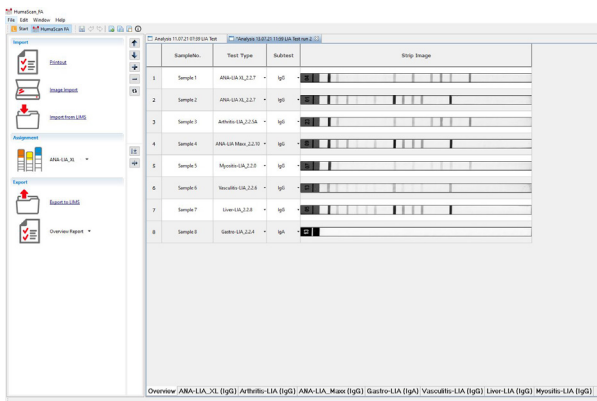 HumaScan PA
File Edit Window Help
Start HumaScan PA
Import
Printout
Image Import
Import from LIMS
Assignment
ANA-LIA_XL
Export
Export to LIMS
Overview Report
Analysis 11.07.21 07:39 LIA Test *Analysis 13.07.21 11:09 LIA Test run 2
SampleNo. Test Type Subtest Strip Image
1 Sample 1 ANA-LIA XL_2.2.7 IgG
2 Sample 2 ANA-LIA XL_2.2.7 IgG
3 Sample 3 Arthritis-LIA_2.2.5A IgG
4 Sample 4 ANA-LIA Maxx_2.2.10 IgG
5 Sample 5 Myositis-LIA_2.2.0 IgG
6 Sample 6 Vasculitis-LIA_2.2.8 IgG
7 Sample 7 Liver-LIA_2.2.8 IgG
8 Sample 8 Gastro-LIA_2.2.4 IgA
Overview ANA-LIA_XL (IgG) Arthritis-LIA (IgG) ANA-LIA_Maxx (IgG) Gastro-LIA (IgA) Vasculitis-LIA (IgG) Liver-LIA (IgG) Myositis-LIA (IgG)